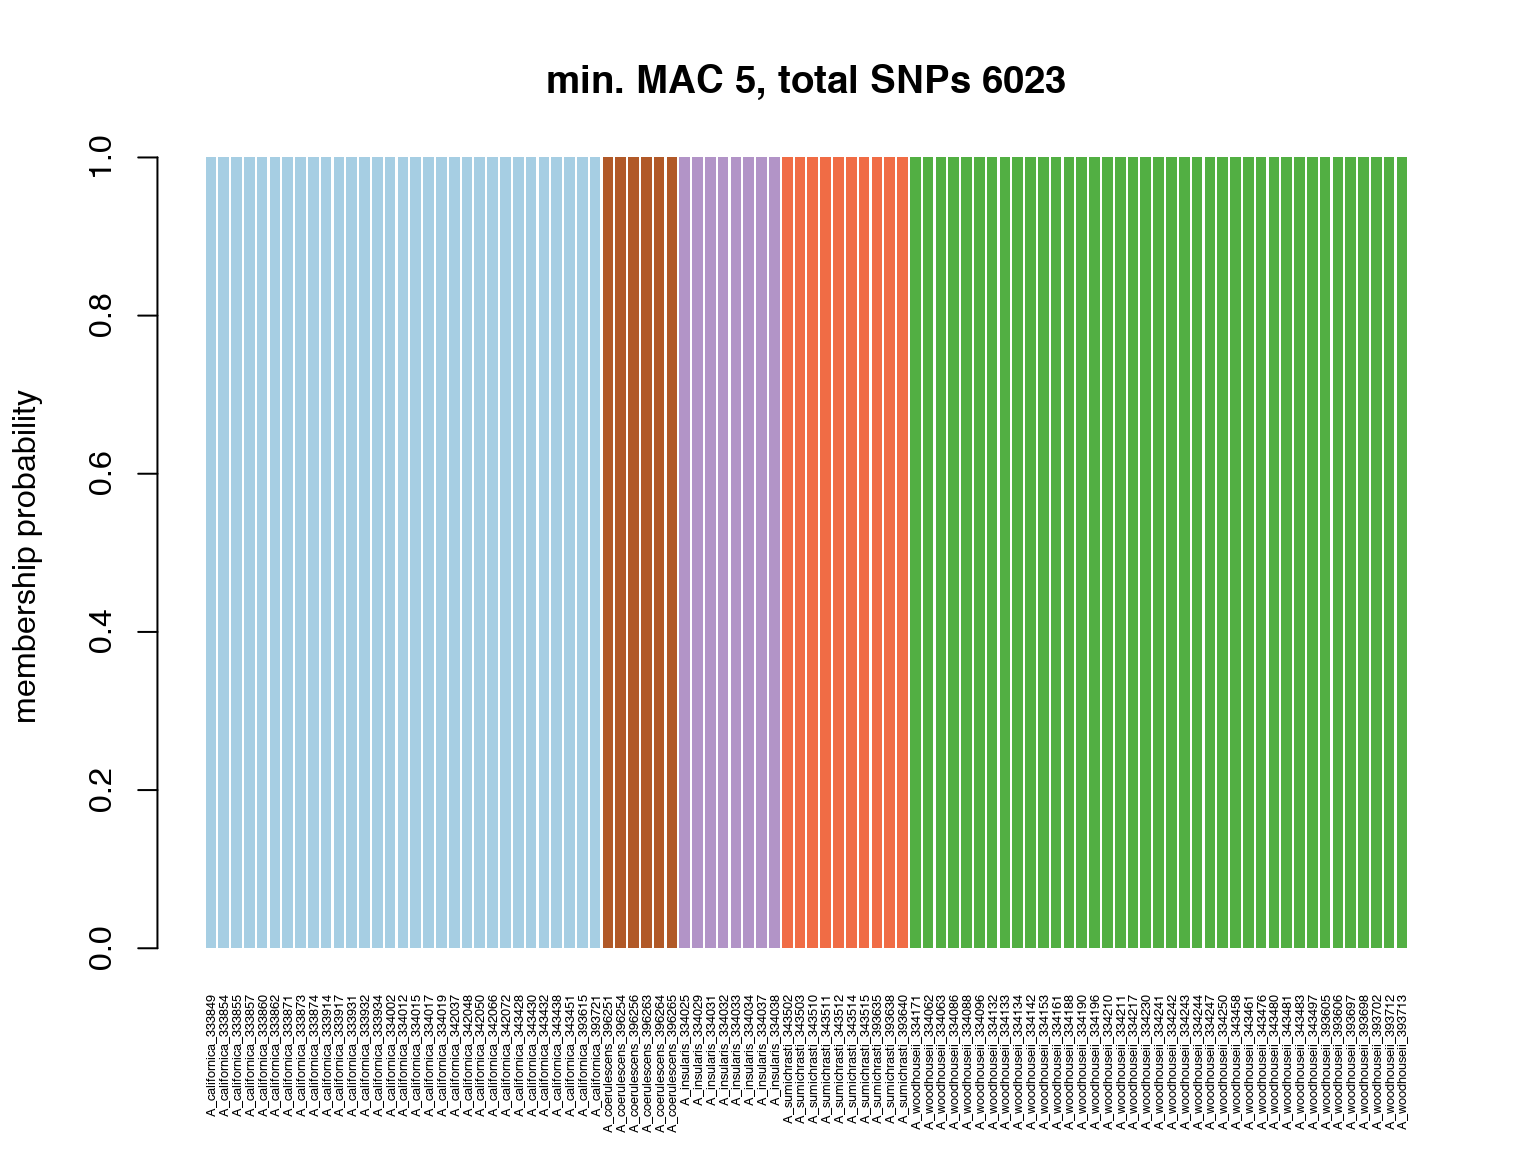 min. MAC 5, total SNPs 6023
membership probability
1.0
0.8
0.6
0.4
0.2
0.0
A_californica_333849
A_californica_333854
A_californica_333855
A_californica_333857
A_californica_333860
A_californica_333862
A_californica_333871
A_californica_333873
A_californica_333874
A_californica_333914
A_californica_333917
A_californica_333931
A_californica_333932
A_californica_333934
A_californica_334002
A_californica_334012
A_californica_334015
A_californica_334017
A_californica_334019
A_californica_342037
A_californica_342048
A_californica_342050
A_californica_342066
A_californica_342072
A_californica_343428
A_californica_343430
A_californica_343432
A_californica_343438
A_californica_343451
A_californica_393615
A_californica_393721
A_coerulescens_396251
A_coerulescens_396254
A_coerulescens_396256
A_coerulescens_396263
A_coerulescens_396264
A_coerulescens_396265
A_insularis_334025
A_insularis_334029
A_insularis_334031
A_insularis_334032
A_insularis_334033
A_insularis_334034
A_insularis_334037
A_insularis_334038
A_sumichrasti_343502
A_sumichrasti_343503
A_sumichrasti_343510
A_sumichrasti_343511
A_sumichrasti_343512
A_sumichrasti_343514
A_sumichrasti_343515
A_sumichrasti_393635
A_sumichrasti_393638
A_sumichrasti_393640
A_woodhouseii_334171
A_woodhouseii_334062
A_woodhouseii_334063
A_woodhouseii_334086
A_woodhouseii_334088
A_woodhouseii_334096
A_woodhouseii_334132
A_woodhouseii_334133
A_woodhouseii_334134
A_woodhouseii_334142
A_woodhouseii_334153
A_woodhouseii_334161
A_woodhouseii_334188
A_woodhouseii_334190
A_woodhouseii_334196
A_woodhouseii_334210
A_woodhouseii_334211
A_woodhouseii_334217
A_woodhouseii_334230
A_woodhouseii_334241
A_woodhouseii_334242
A_woodhouseii_334243
A_woodhouseii_334244
A_woodhouseii_334247
A_woodhouseii_334250
A_woodhouseii_343458
A_woodhouseii_343461
A_woodhouseii_343476
A_woodhouseii_343480
A_woodhouseii_343481
A_woodhouseii_343483
A_woodhouseii_343497
A_woodhouseii_393605
A_woodhouseii_393606
A_woodhouseii_393697
A_woodhouseii_393698
A_woodhouseii_393702
A_woodhouseii_393712
A_woodhouseii_393713